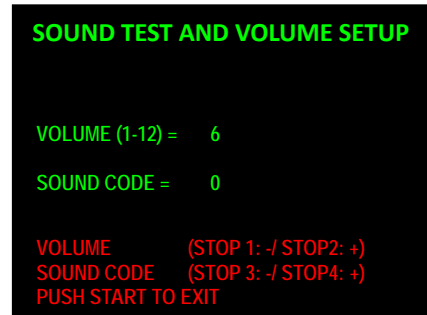 SOUND TEST AND VOLUME SETUP
VOLUME (1-12) = 6
SOUND CODE = 0
VOLUME (STOP 1: -/ STOP2: +)
SOUND CODE (STOP 3: -/ STOP4: +)
PUSH START TO EXIT